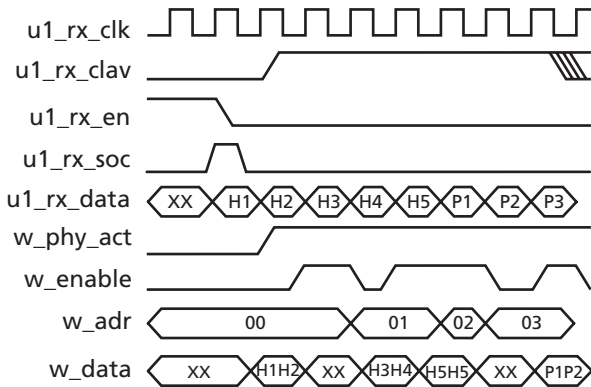 u1_rx_clk
u1_rx_clav
u1_rx_en
u1_rx_soc
u1_rx_data XX H1 H2 H3 H4 H5 P1 P2 P3
w_phy_act
w_enable
w_adr 00 01 02 03
w_data XX H1H2 XX H3H4 H5H5 XX P1P2